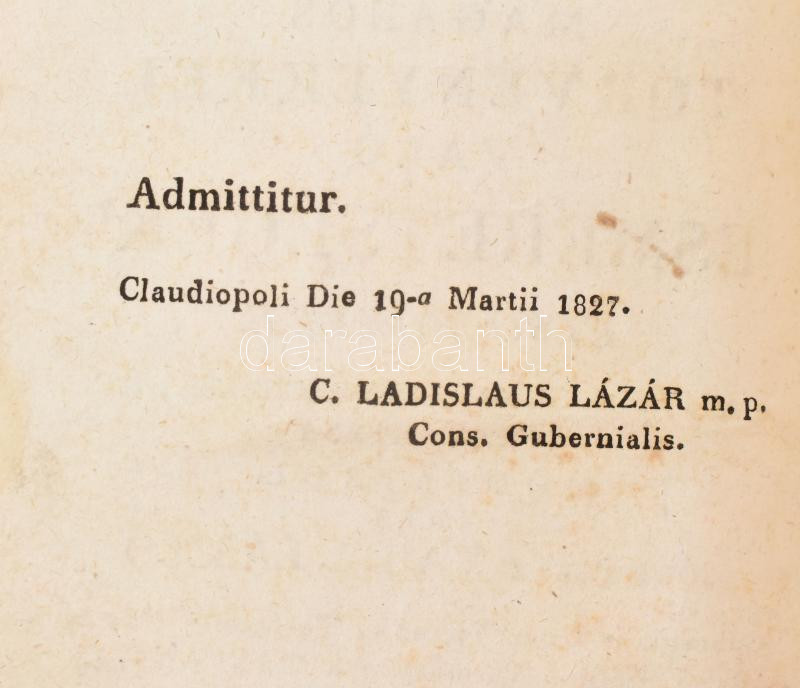 Admittitur.
Claudiopoli Die 19-a Martii 1827.
darabanth
C. LADISLAUS LÁZÁR m. p.
Cons. Gubernialis.